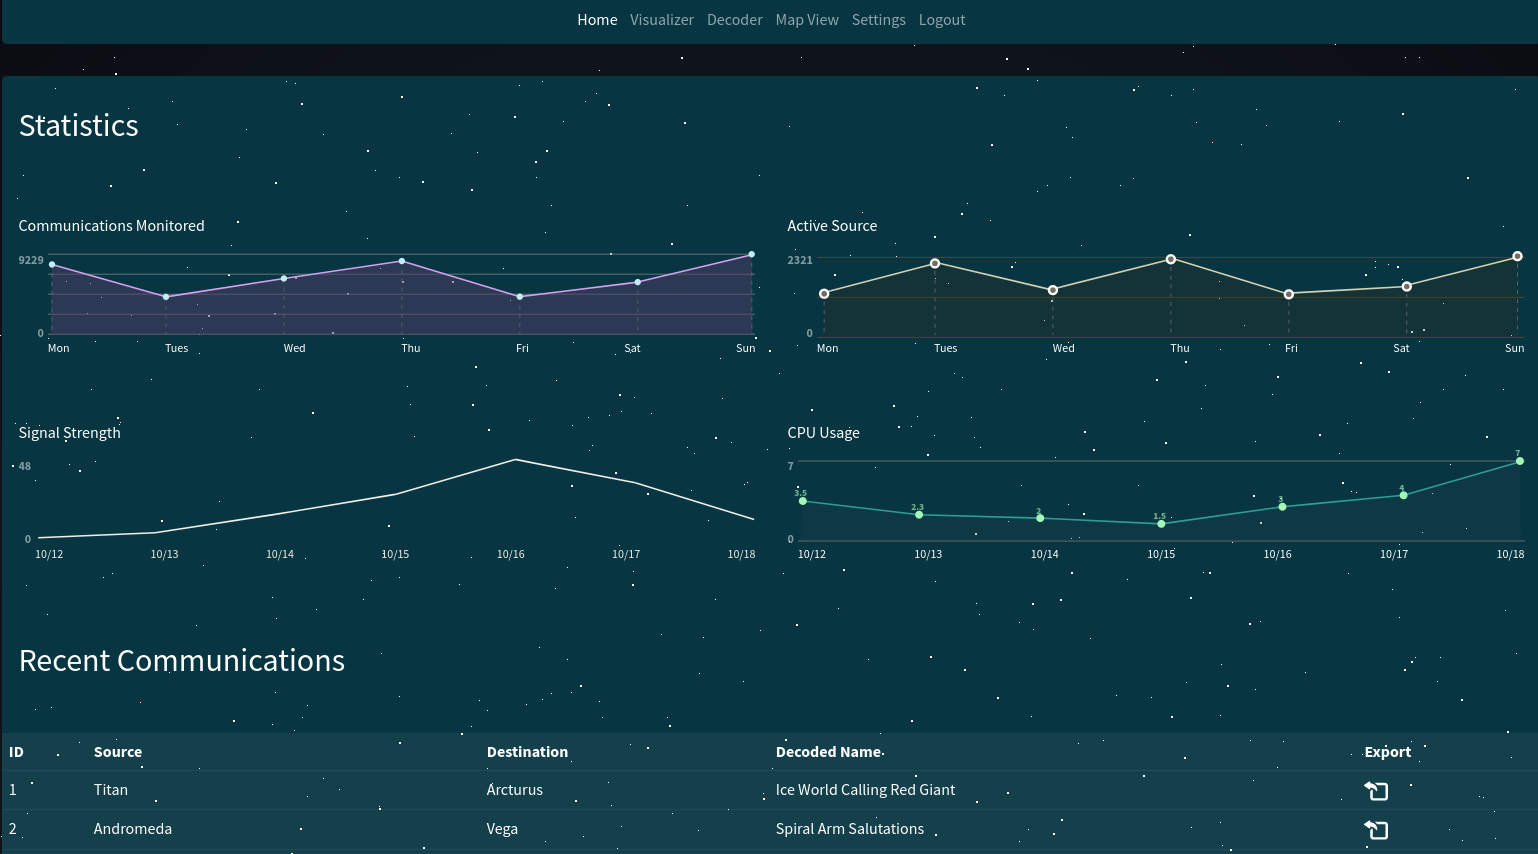 Home Visualizer Decoder Map View Settings Logout
Statistics
Communications Monitored
9229
0
Mon Tues Wed Thu Fri Sat Sun
Active Source
2321
0
Mon Tues Wed Thu Fri Sat Sun
Signal Strength
48
0
10/12 10/13 10/14 10/15 10/16 10/17 10/18
CPU Usage
7
0
3.5 2.3 2 1.5 3 4 7
10/12 10/13 10/14 10/15 10/16 10/17 10/18
Recent Communications
ID Source Destination Decoded Name Export
1 Titan Arcturus Ice World Calling Red Giant
2 Andromeda Vega Spiral Arm Salutations